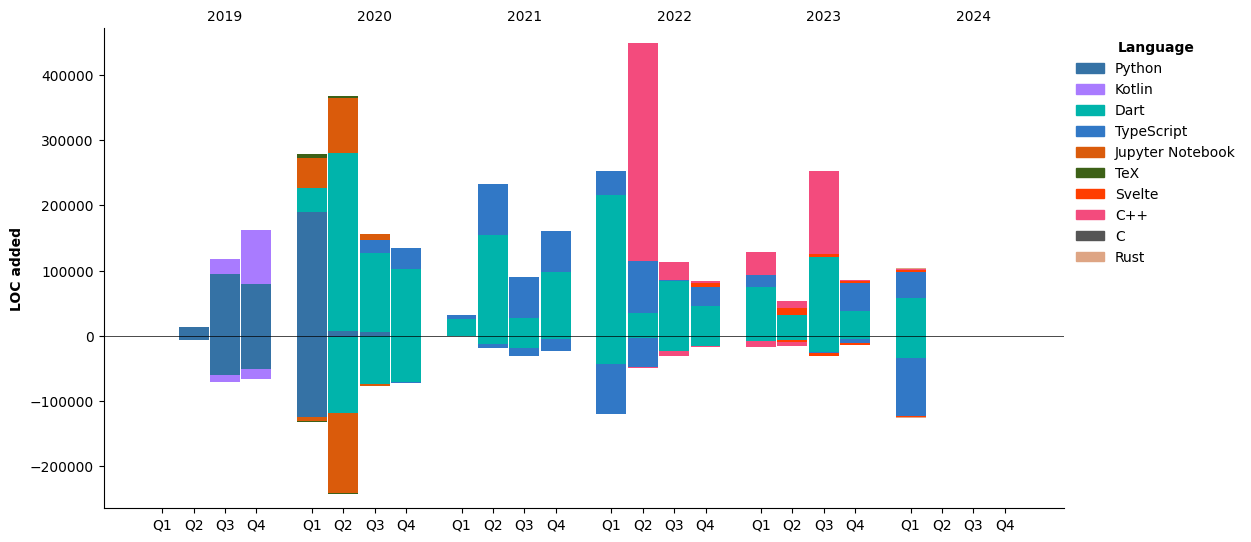 2019 2020 2021 2022 2023 2024
Language
Python
Kotlin
Dart
TypeScript
Jupyter Notebook
TeX
Svelte
C++
C
Rust
LOC added
400000
300000
200000
100000
0
−100000
−200000
Q1 Q2 Q3 Q4 Q1 Q2 Q3 Q4 Q1 Q2 Q3 Q4 Q1 Q2 Q3 Q4 Q1 Q2 Q3 Q4 Q1 Q2 Q3 Q4